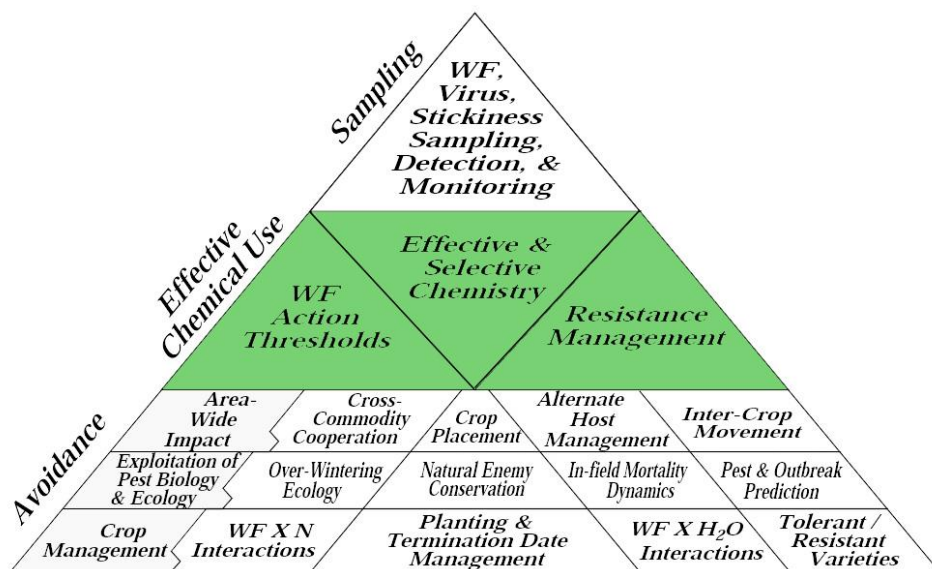 Sampling
WF,
Virus,
Stickiness
Sampling,
Detection, &
Monitoring
Effective
Chemical Use
WF
Action
Thresholds
Effective &
Selective
Chemistry
Resistance
Management
Avoidance
Area-
Wide
Impact
Cross-
Commodity
Cooperation
Crop
Placement
Alternate
Host
Management
Inter-Crop
Movement
Exploitation of
Pest Biology
& Ecology
Over-Wintering
Ecology
Natural Enemy
Conservation
In-field Mortality
Dynamics
Pest & Outbreak
Prediction
Crop
Management
WF X N
Interactions
Planting &
Termination Date
Management
WF X H₂O
Interactions
Tolerant /
Resistant
Varieties